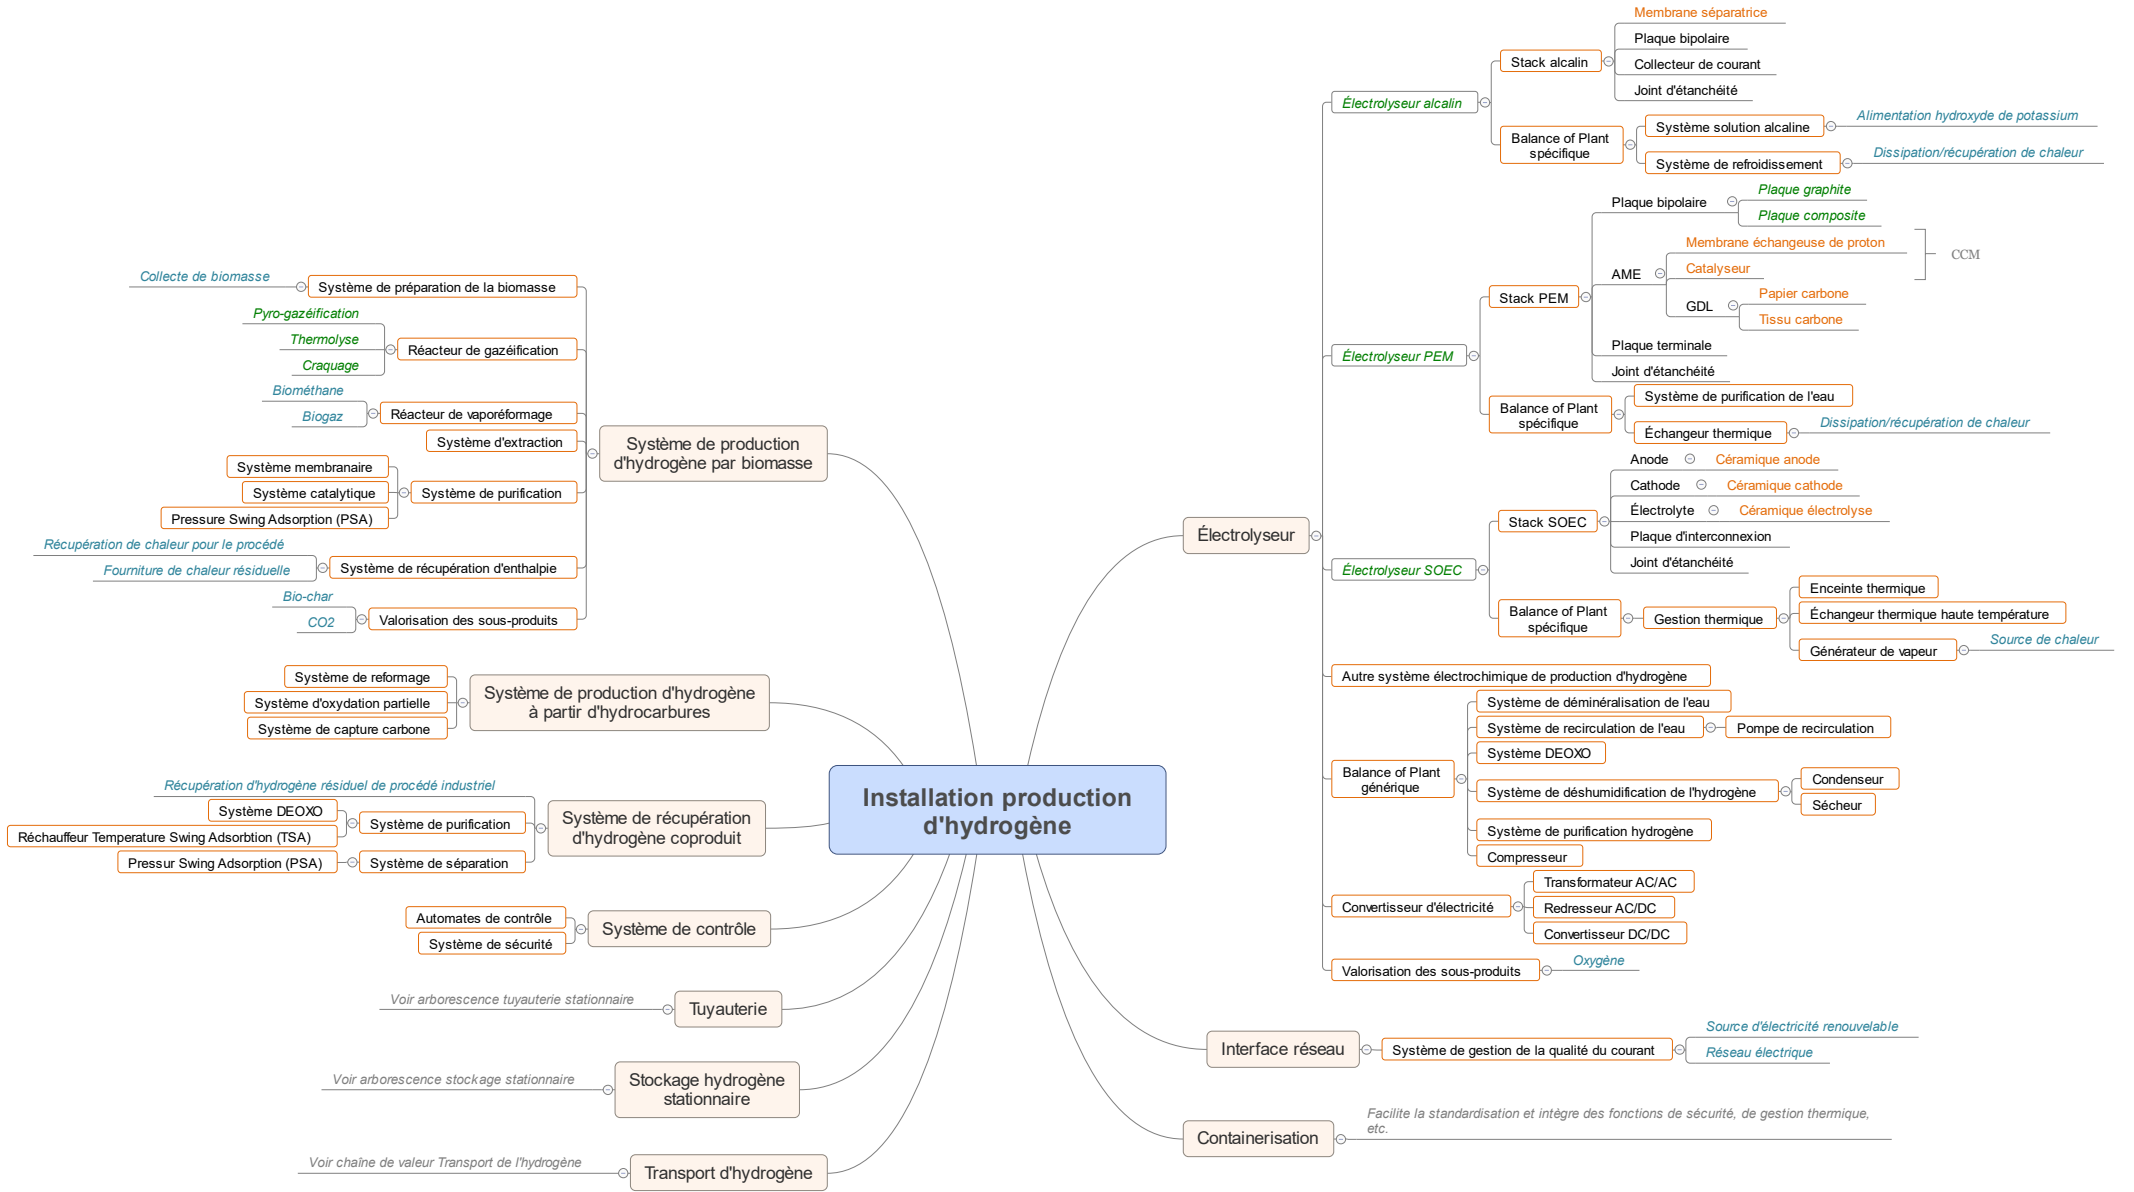 Installation production
d'hydrogène
Électrolyseur
Électrolyseur alcalin
Stack alcalin
Membrane séparatrice
Plaque bipolaire
Collecteur de courant
Joint d'étanchéité
Balance of Plant
spécifique
Système solution alcaline
Alimentation hydroxyde de potassium
Système de refroidissement
Dissipation/récupération de chaleur
Électrolyseur PEM
Stack PEM
Plaque bipolaire
Plaque graphite
Plaque composite
AME
Membrane échangeuse de proton
Catalyseur
CCM
GDL
Papier carbone
Tissu carbone
Plaque terminale
Joint d'étanchéité
Balance of Plant
spécifique
Système de purification de l'eau
Échangeur thermique
Dissipation/récupération de chaleur
Électrolyseur SOEC
Stack SOEC
Anode
Céramique anode
Cathode
Céramique cathode
Électrolyte
Céramique électrolyse
Plaque d'interconnexion
Joint d'étanchéité
Balance of Plant
spécifique
Gestion thermique
Enceinte thermique
Échangeur thermique haute température
Générateur de vapeur
Source de chaleur
Autre système électrochimique de production d'hydrogène
Balance of Plant
générique
Système de déminéralisation de l'eau
Système de recirculation de l'eau
Pompe de recirculation
Système DEOXO
Système de déshumidification de l'hydrogène
Condenseur
Sécheur
Système de purification hydrogène
Compresseur
Convertisseur d'électricité
Transformateur AC/AC
Redresseur AC/DC
Convertisseur DC/DC
Valorisation des sous-produits
Oxygène
Interface réseau
Système de gestion de la qualité du courant
Source d'électricité renouvelable
Réseau électrique
Containerisation
Facilite la standardisation et intègre des fonctions de sécurité, de gestion thermique,
etc.
Système de production
d'hydrogène par biomasse
Système de préparation de la biomasse
Collecte de biomasse
Réacteur de gazéification
Pyro-gazéification
Thermolyse
Craquage
Réacteur de vaporéformage
Biométhane
Biogaz
Système d'extraction
Système de purification
Système membranaire
Système catalytique
Pressure Swing Adsorption (PSA)
Système de récupération d'enthalpie
Récupération de chaleur pour le procédé
Fourniture de chaleur résiduelle
Valorisation des sous-produits
Bio-char
CO2
Système de production d'hydrogène
à partir d'hydrocarbures
Système de reformage
Système d'oxydation partielle
Système de capture carbone
Système de récupération
d'hydrogène coproduit
Récupération d'hydrogène résiduel de procédé industriel
Système de purification
Système DEOXO
Réchauffeur Temperature Swing Adsorbtion (TSA)
Système de séparation
Pressur Swing Adsorption (PSA)
Système de contrôle
Automates de contrôle
Système de sécurité
Tuyauterie
Voir arborescence tuyauterie stationnaire
Stockage hydrogène
stationnaire
Voir arborescence stockage stationnaire
Transport d'hydrogène
Voir chaîne de valeur Transport de l'hydrogène